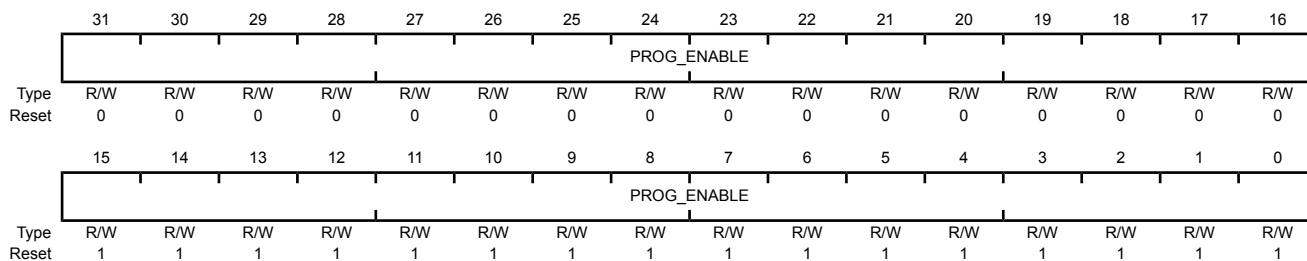 31 30 29 28 27 26 25 24 23 22 21 20 19 18 17 16
PROG_ENABLE
Type R/W R/W R/W R/W R/W R/W R/W R/W R/W R/W R/W R/W R/W R/W R/W R/W
Reset 0 0 0 0 0 0 0 0 0 0 0 0 0 0 0 0
15 14 13 12 11 10 9 8 7 6 5 4 3 2 1 0
PROG_ENABLE
Type R/W R/W R/W R/W R/W R/W R/W R/W R/W R/W R/W R/W R/W R/W R/W R/W
Reset 1 1 1 1 1 1 1 1 1 1 1 1 1 1 1 1